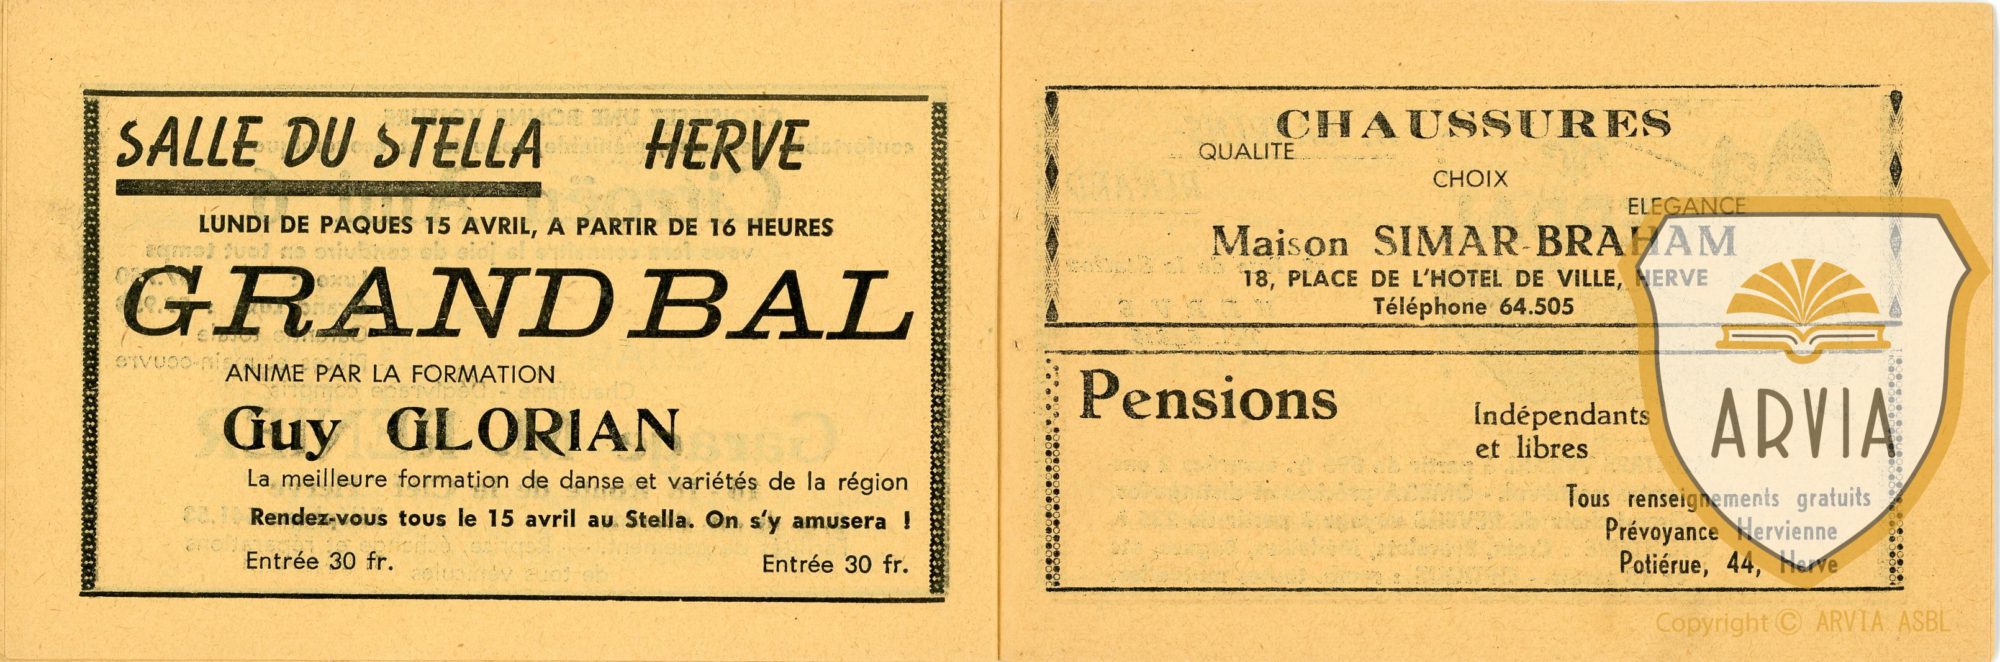 SALLE DU STELLA HERVE
LUNDI DE PAQUES 15 AVRIL, A PARTIR DE 16 HEURES
GRAND BAL
ANIME PAR LA FORMATION
Guy GLORIAN
La meilleure formation de danse et variétés de la région
Rendez-vous tous le 15 avril au Stella. On s'y amusera !
Entrée 30 fr. Entrée 30 fr.
CHAUSSURES
QUALITE
CHOIX
ELEGANCE
Maison SIMAR-BRAHAM
18, PLACE DE L'HOTEL DE VILLE, HERVE
Téléphone 64.505
Pensions
Indépendants
et libres
Tous renseignements gratuits
Prévoyance Hervienne
Potiérue, 44, Herve
ARVIA
Copyright © ARVIA ASBL